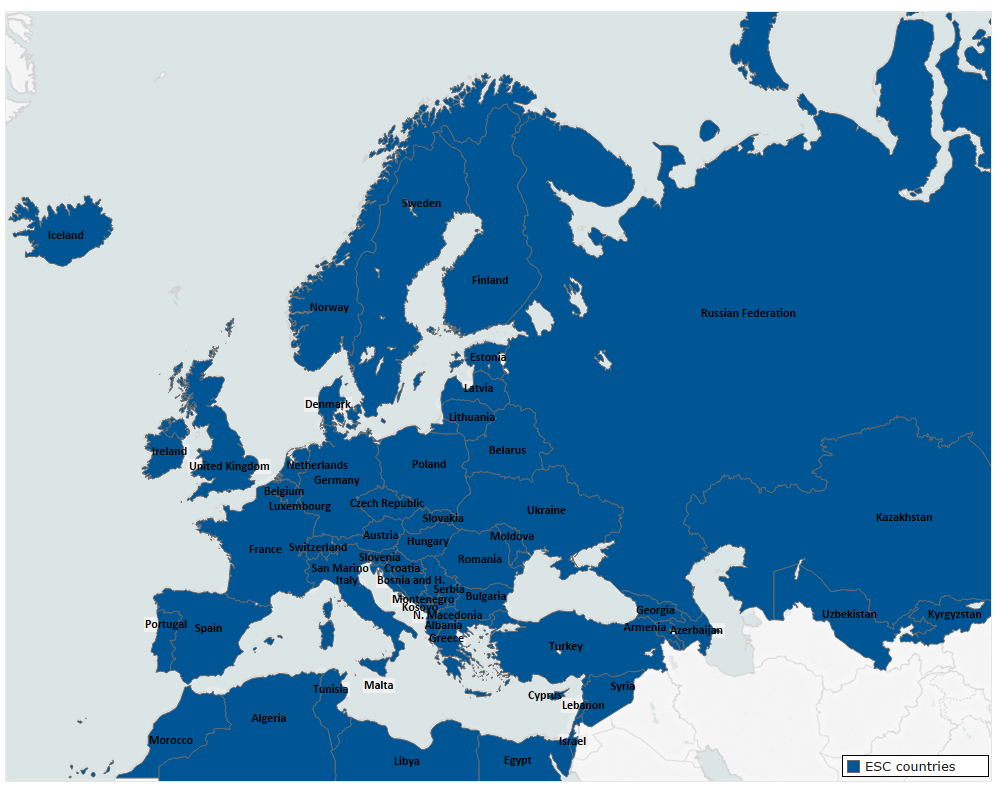 Sweden
Iceland
Finland
Norway
Russian Federation
Estonia
Latvia
Denmark
Lithuania
Ireland
Belarus
United Kingdom
Netherlands
Poland
Germany
Belgium
Czech Republic
Luxembourg
Ukraine
Slovakia
Kazakhstan
Austria
Moldova
Hungary
France
Switzerland
Slovenia
Romania
San Marino
Croatia
Italy
Bosnia and H.
Serbia
Bulgaria
Montenegro
Kosovo
Georgia
N. Macedonia
Uzbekistan
Kyrgyzstan
Portugal
Spain
Albania
Armenia
Azerbaijan
Greece
Turkey
Tunisia
Malta
Syria
Cyprus
Lebanon
Algeria
Morocco
Israel
Libya
Egypt
ESC countries